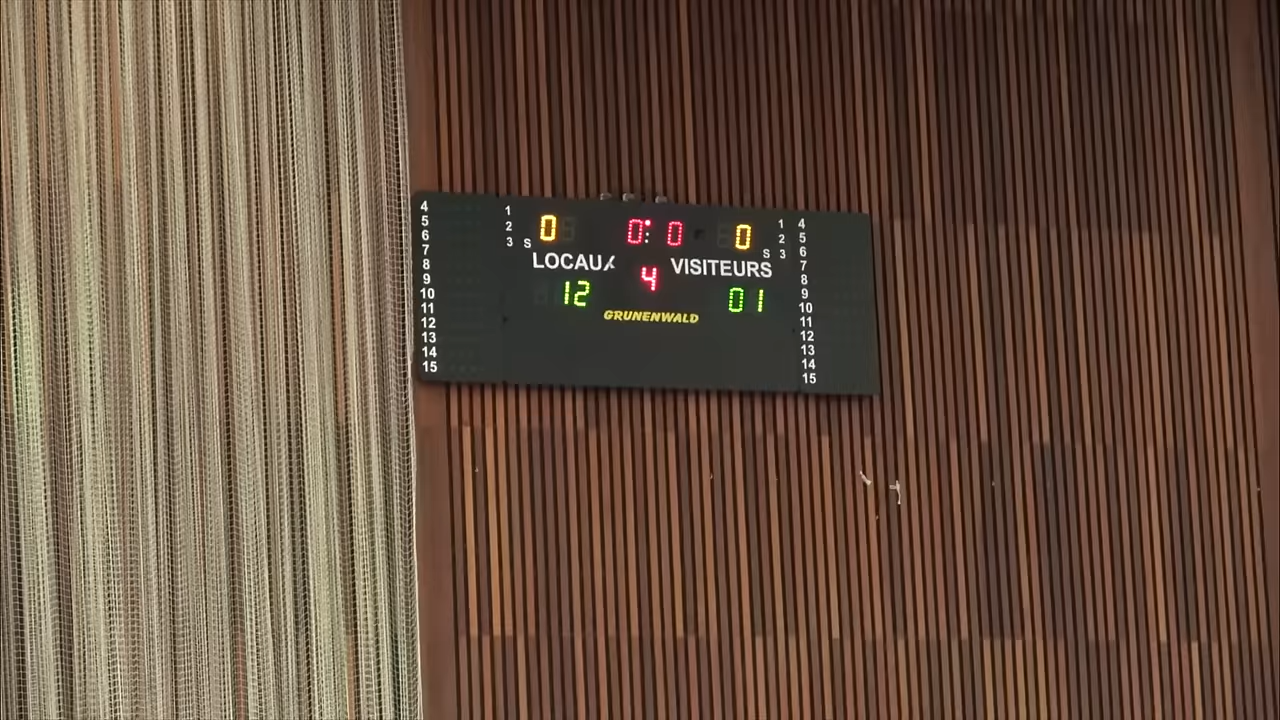 4 1 0 0: 0 0 1 4
5 2 2 5
6 3 S S 3 6
7 LOCAUX VISITEURS 7
8 4 8
9 12 01 9
10 GRUNENWALD 10
11 11
12 12
13 13
14 14
15 15